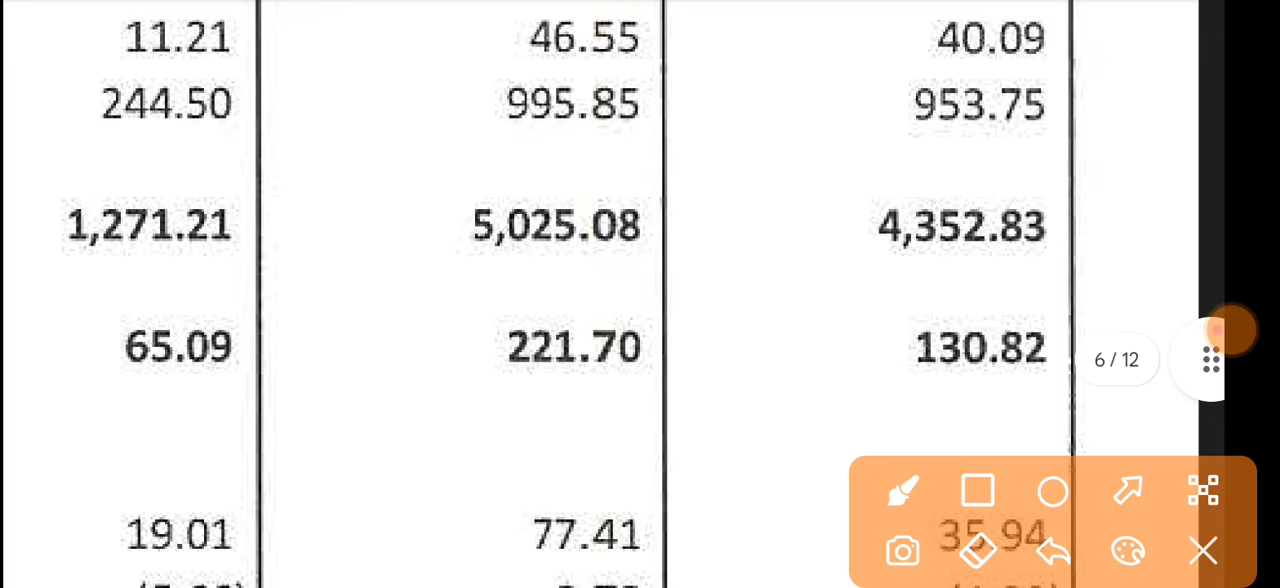 11.21 46.55 40.09
244.50 995.85 953.75
1,271.21 5,025.08 4,352.83
65.09 221.70 130.82
6 / 12
19.01 77.41 35.94